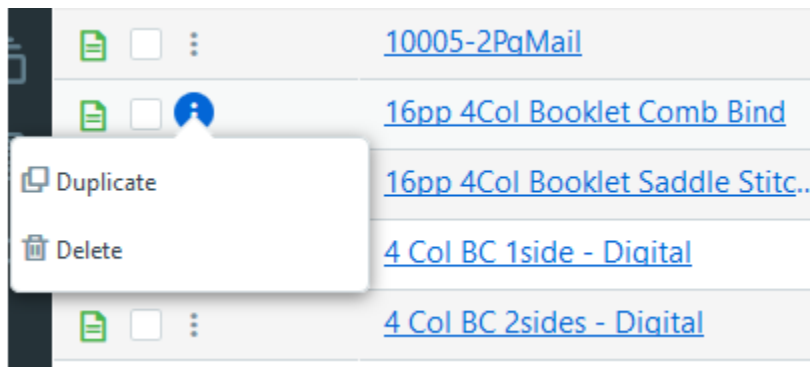 10005-2PgMail
16pp 4Col Booklet Comb Bind
Duplicate
16pp 4Col Booklet Saddle Stitc...
Delete
4 Col BC 1side - Digital
4 Col BC 2sides - Digital